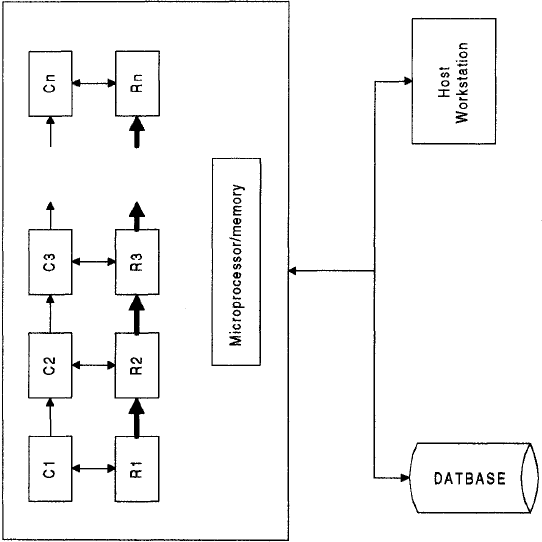 C1
C2
C3
Cn
R1
R2
R3
Rn
Microprocessor/memory
Host
Workstation
DATBASE